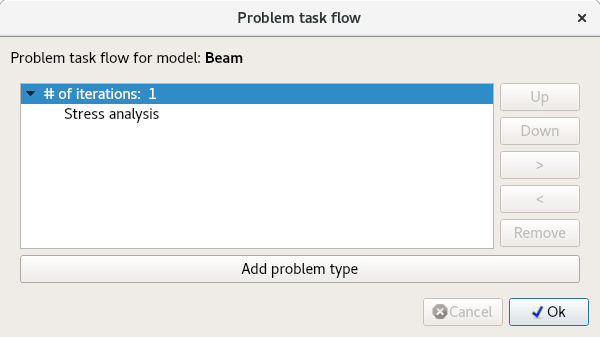 Problem task flow
Problem task flow for model: Beam
# of iterations: 1
Stress analysis
Up
Down
>
<
Remove
Add problem type
Cancel
Ok